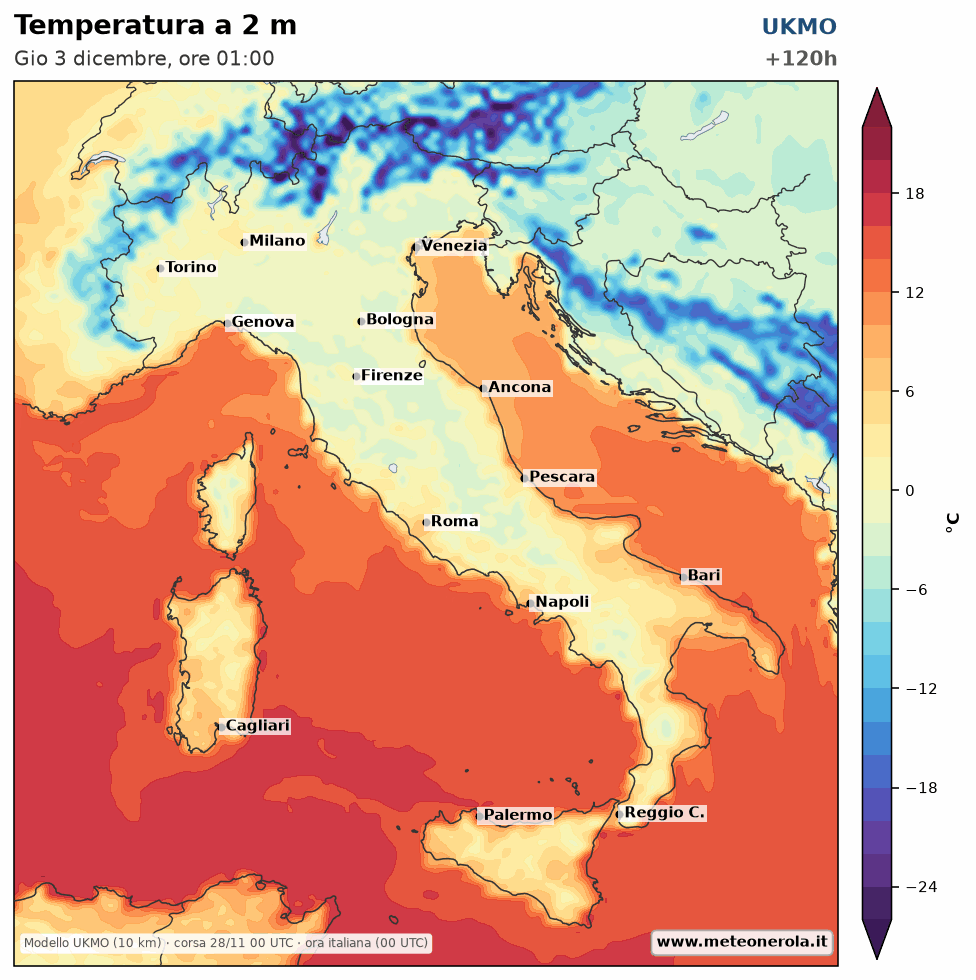 Temperatura a 2 m
UKMO
Gio 3 dicembre, ore 01:00
+120h
Milano
Venezia
Torino
Genova
Bologna
Firenze
Ancona
Pescara
Roma
Bari
Napoli
Cagliari
Palermo
Reggio C.
18
12
6
0
−6
−12
−18
−24
°C
Modello UKMO (10 km) · corsa 28/11 00 UTC · ora italiana (00 UTC)
www.meteonerola.it